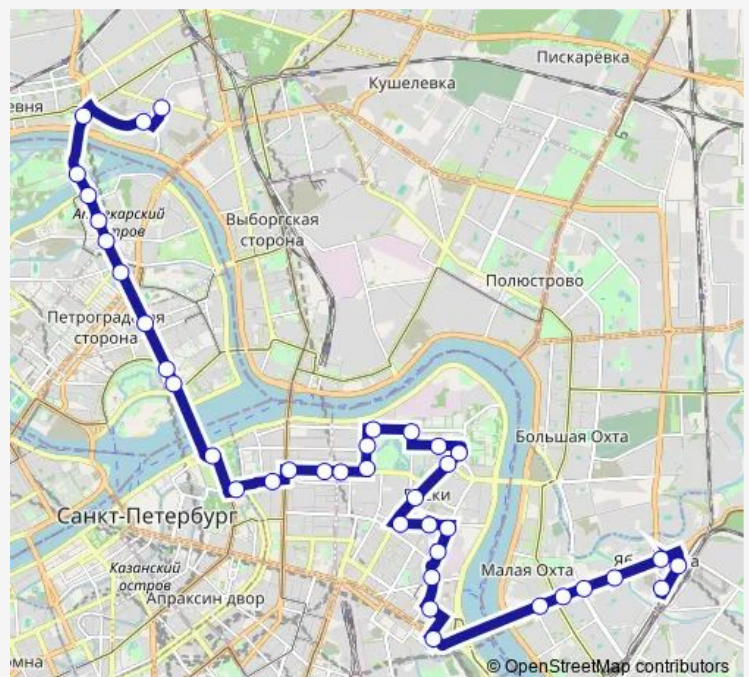 Пискарёвка
Кушелевка
евня
Выборгская
сторона
Полюстрово
Петроградская
сторона
Большая Охта
Санкт-Петербург
Казанский
остров
Апраксин двор
Малая Охта
© OpenStreetMap contributors